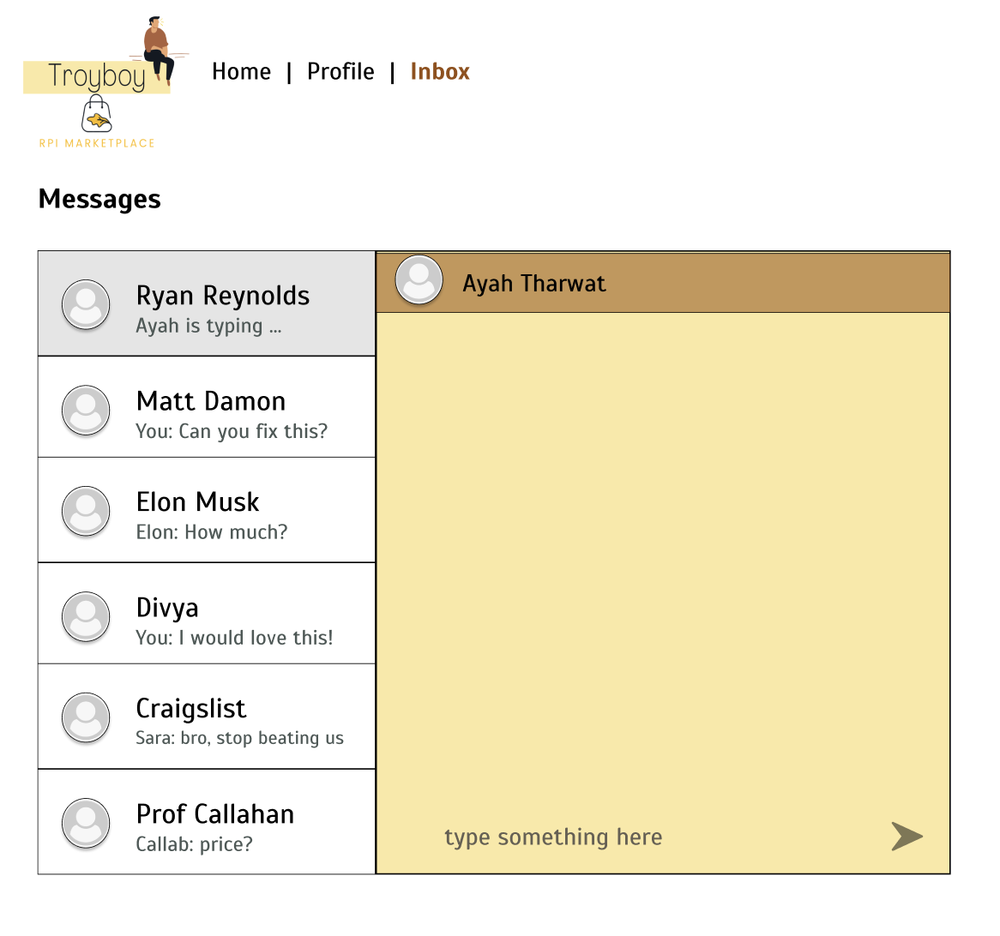 Troyboy
RPI MARKETPLACE
Home | Profile | Inbox
Messages
Ryan Reynolds
Ayah is typing ...
Matt Damon
You: Can you fix this?
Elon Musk
Elon: How much?
Divya
You: I would love this!
Craigslist
Sara: bro, stop beating us
Prof Callahan
Callab: price?
Ayah Tharwat
type something here